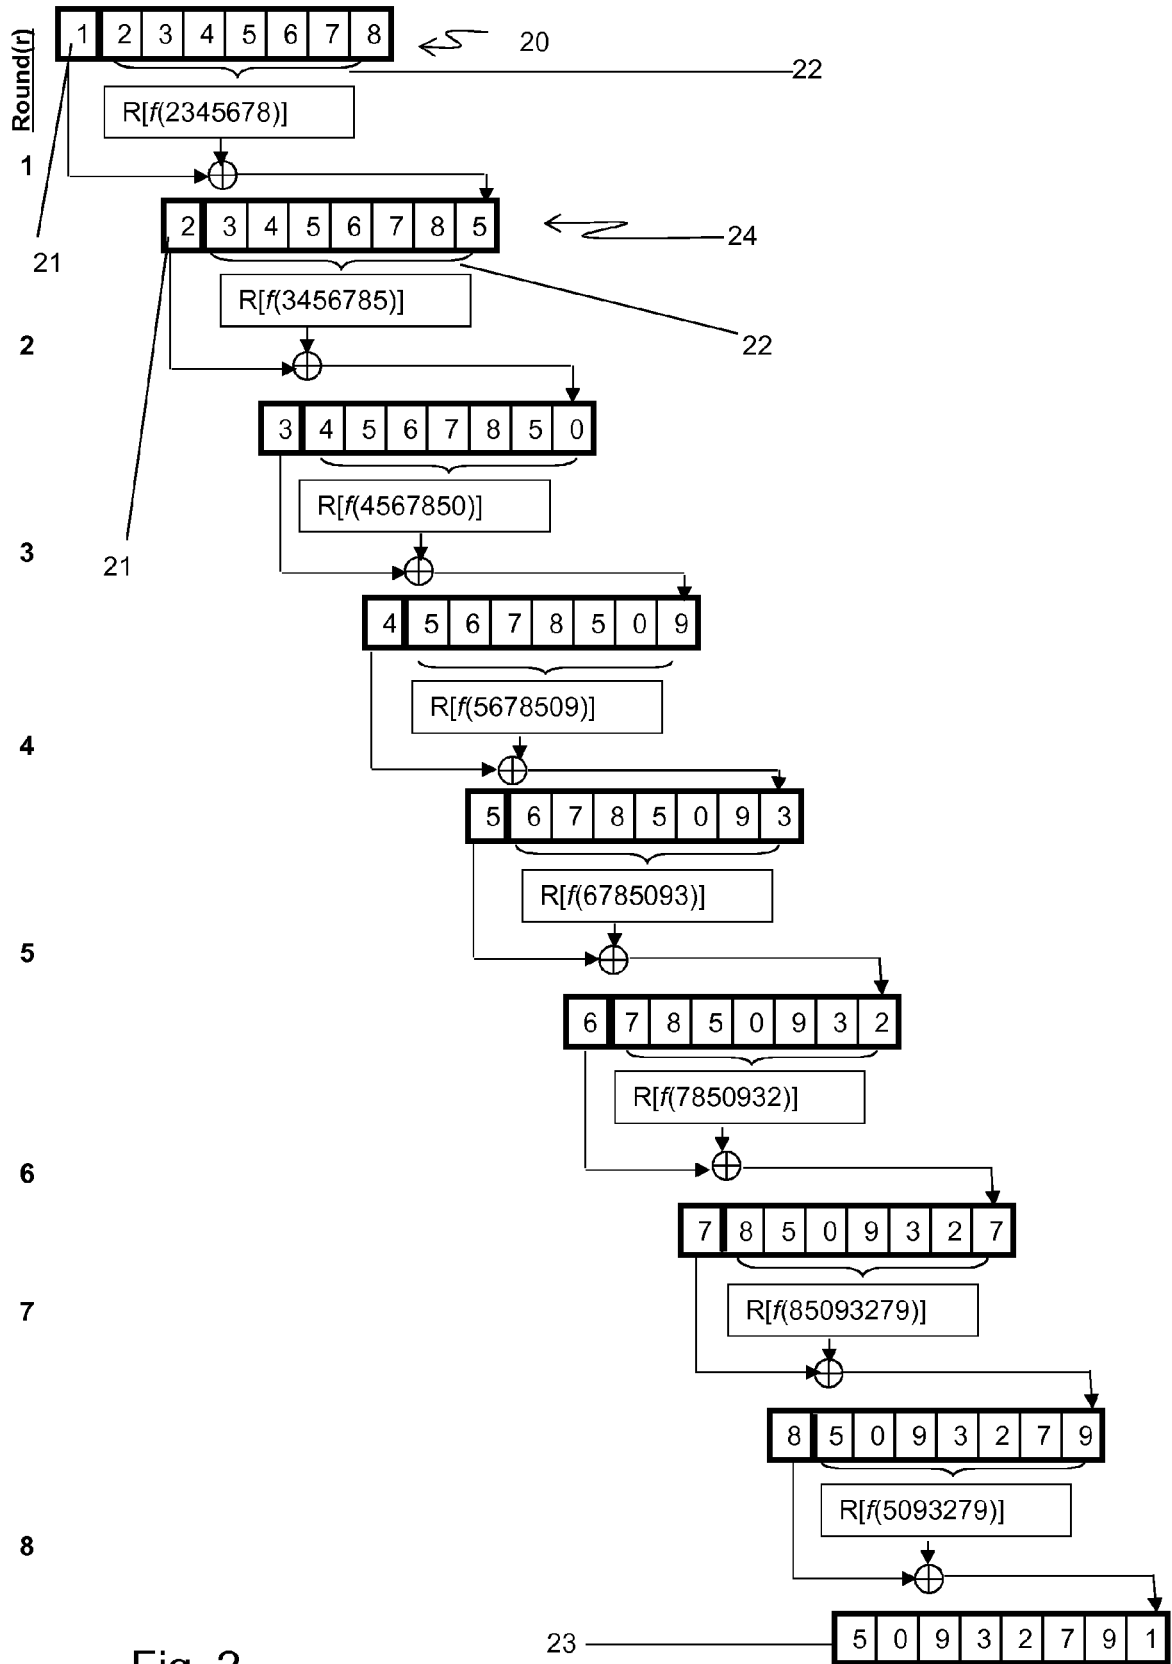 Round(r)
1 2 3 4 5 6 7 8
20
22
R[f(2345678)]
1
2 3 4 5 6 7 8 5
24
21
R[f(3456785)]
2
22
3 4 5 6 7 8 5 0
R[f(4567850)]
3
21
4 5 6 7 8 5 0 9
R[f(5678509)]
4
5 6 7 8 5 0 9 3
R[f(6785093)]
5
6 7 8 5 0 9 3 2
R[f(7850932)]
6
7 8 5 0 9 3 2 7
R[f(85093279)]
7
8 5 0 9 3 2 7 9
R[f(5093279)]
8
23
5 0 9 3 2 7 9 1
Fig. 2